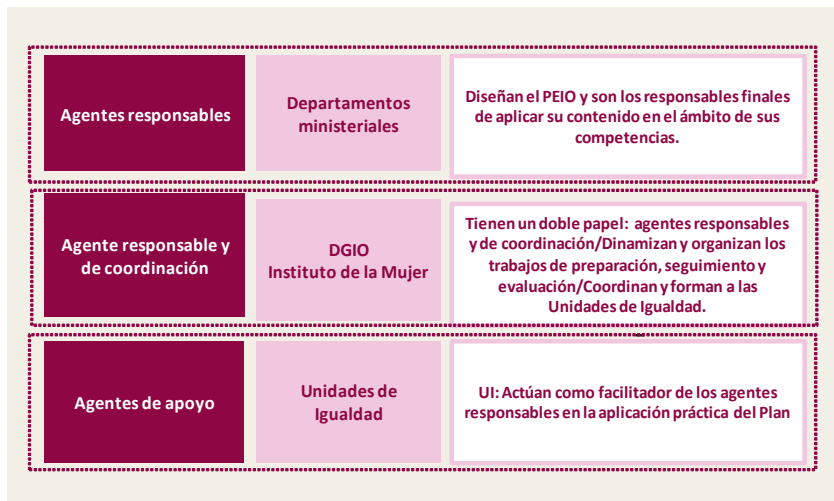 Agentes responsables
Departamentos
ministeriales
Diseñan el PEIO y son los responsables finales
de aplicar su contenido en el ámbito de sus
competencias.
Agente responsable y
de coordinación
DGIO
Instituto de la Mujer
Tienen un doble papel: agentes responsables
y de coordinación/Dinamizan y organizan los
trabajos de preparación, seguimiento y
evaluación/Coordinan y forman a las
Unidades de Igualdad.
Agentes de apoyo
Unidades de
Igualdad
UI: Actúan como facilitador de los agentes
responsables en la aplicación práctica del Plan